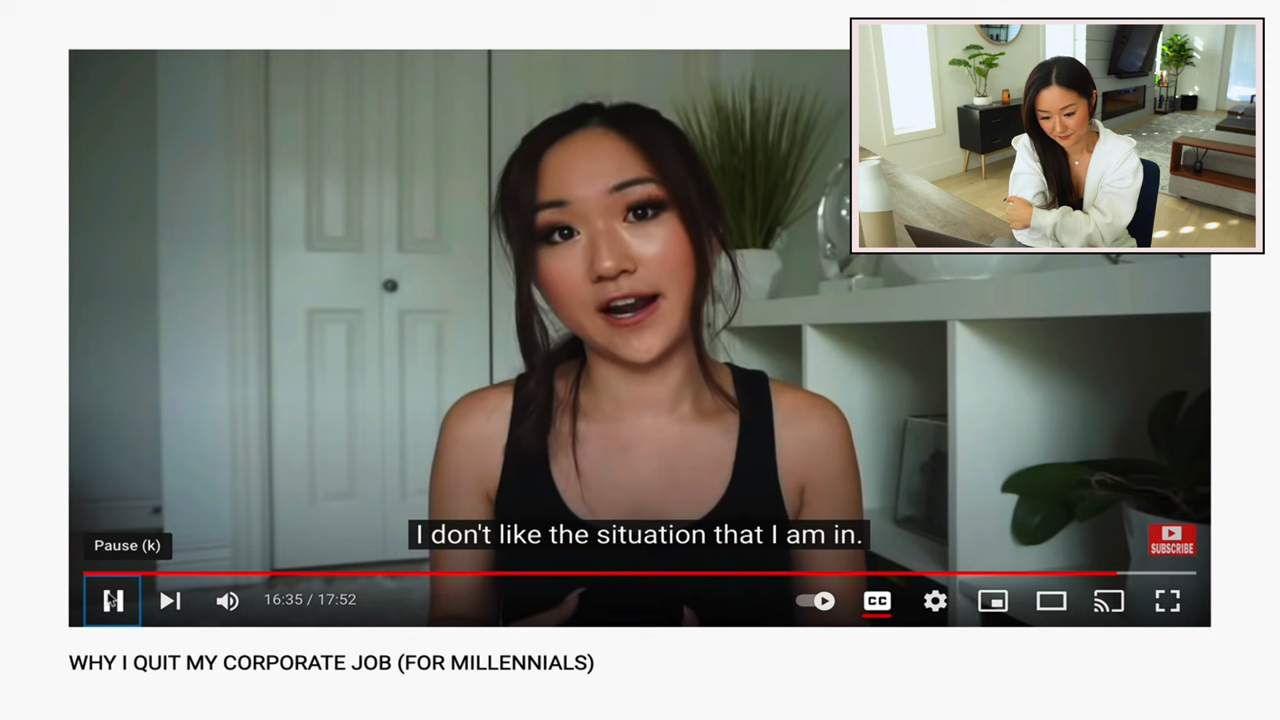 I don't like the situation that I am in.
Pause (k)
SUBSCRIBE
16:35 / 17:52
CC
WHY I QUIT MY CORPORATE JOB (FOR MILLENNIALS)